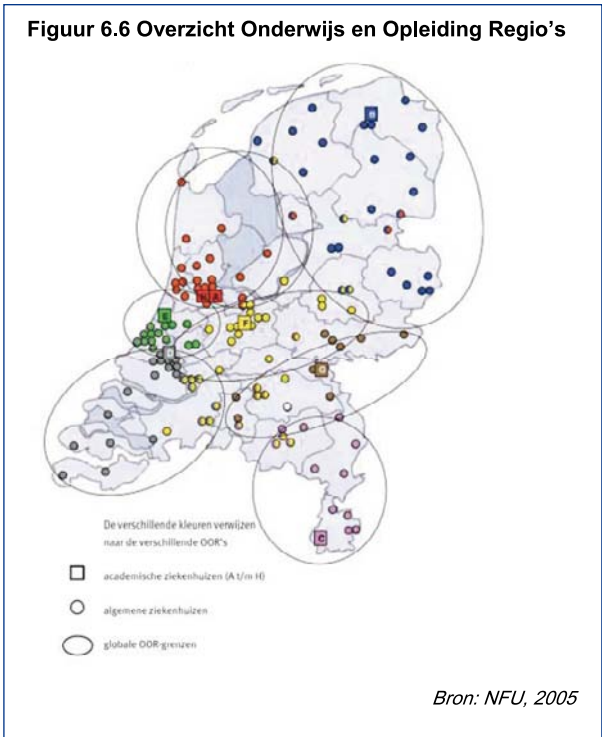 Figuur 6.6 Overzicht Onderwijs en Opleiding Regio's
B
H A
E
F
C
De verschillende kleuren verwijzen
naar de verschillende OOR's
academische ziekenhuizen (A t/m H)
algemene ziekenhuizen
globale OOR-grenzen
Bron: NFU, 2005